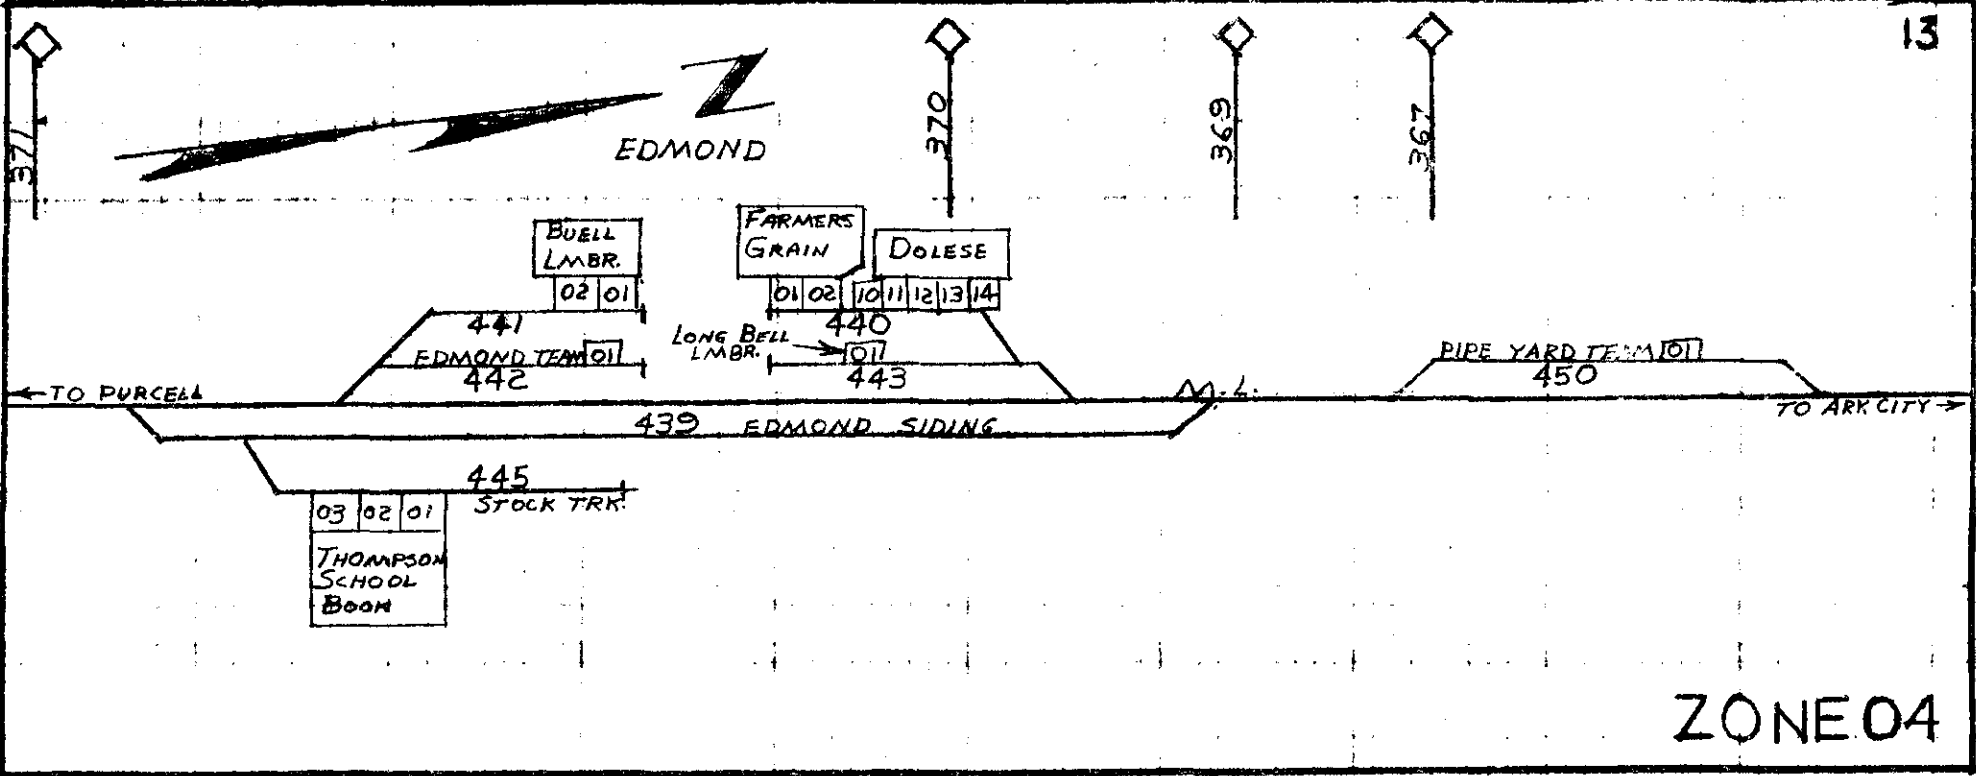 13
371
370
369
367
N
EDMOND
BUELL
LMBR.
02 01
FARMERS
GRAIN
01 02
DOLESE
10 11 12 13 14
441
440
LONG BELL
LMBR.
01
EDMOND TEAM 01
442
443
PIPE YARD TEAM 01
450
← TO PURCELL
M.L.
TO ARK CITY →
439 EDMOND SIDING
445
STOCK TRK.
03 02 01
THOMPSON
SCHOOL
BOOK
ZONE 04